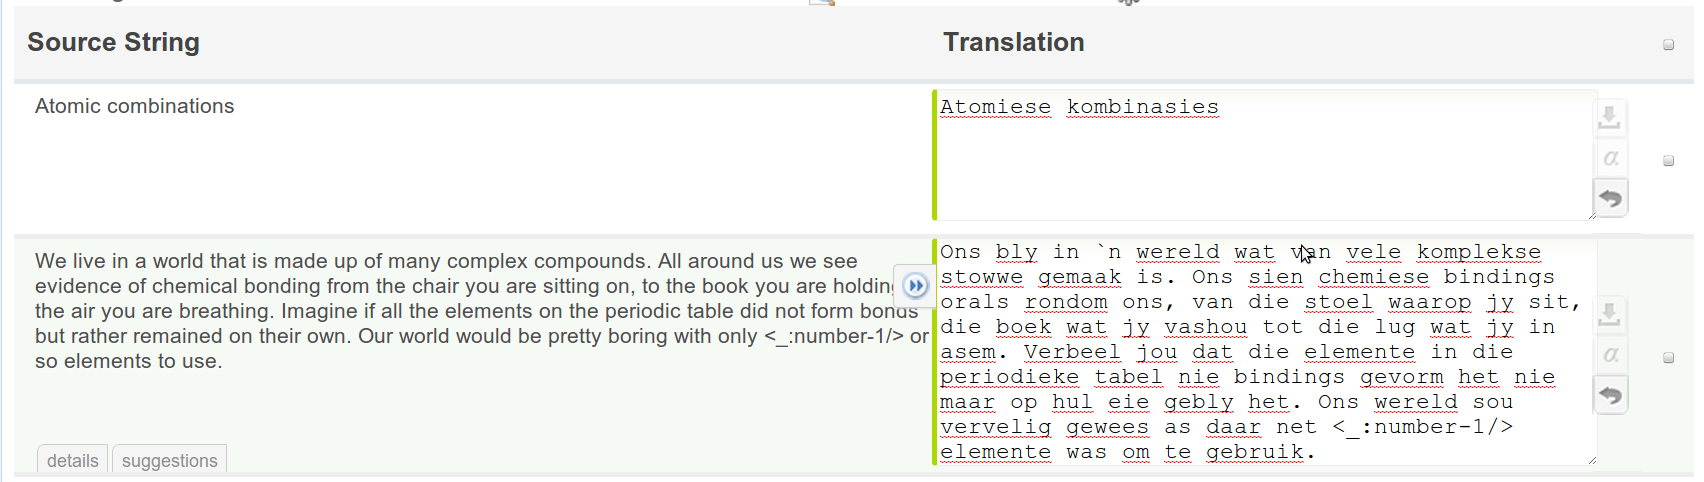 Source String
Translation
Atomic combinations
Atomiese kombinasies
We live in a world that is made up of many complex compounds. All around us we see
evidence of chemical bonding from the chair you are sitting on, to the book you are holding
the air you are breathing. Imagine if all the elements on the periodic table did not form bonds
but rather remained on their own. Our world would be pretty boring with only <_:number-1/> or
so elements to use.
Ons bly in `n wereld wat van vele komplekse
stowwe gemaak is. Ons sien chemiese bindings
orals rondom ons, van die stoel waarop jy sit,
die boek wat jy vashou tot die lug wat jy in
asem. Verbeel jou dat die elemente in die
periodieke tabel nie bindings gevorm het nie
maar op hul eie gebly het. Ons wereld sou
vervelig gewees as daar net <_:number-1/>
elemente was om te gebruik.
details
suggestions